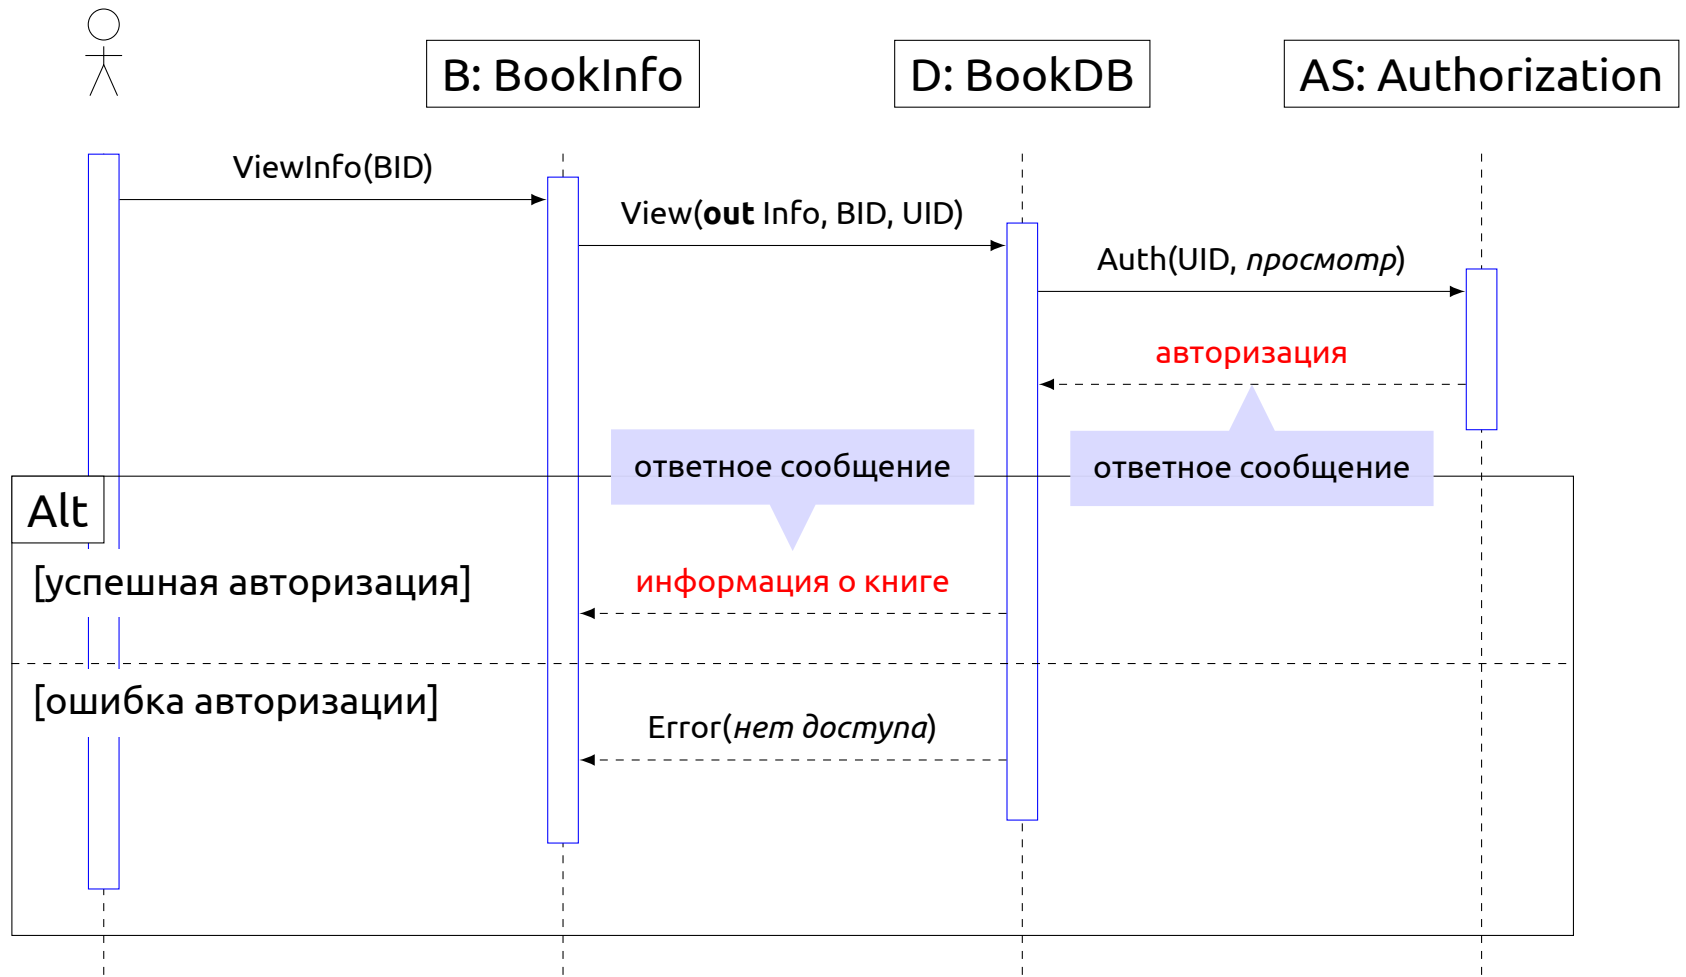 B: BookInfo
D: BookDB
AS: Authorization
ViewInfo(BID)
View(out Info, BID, UID)
Auth(UID, просмотр)
авторизация
ответное сообщение
ответное сообщение
Alt
[успешная авторизация]
информация о книге
[ошибка авторизации]
Error(нет доступа)